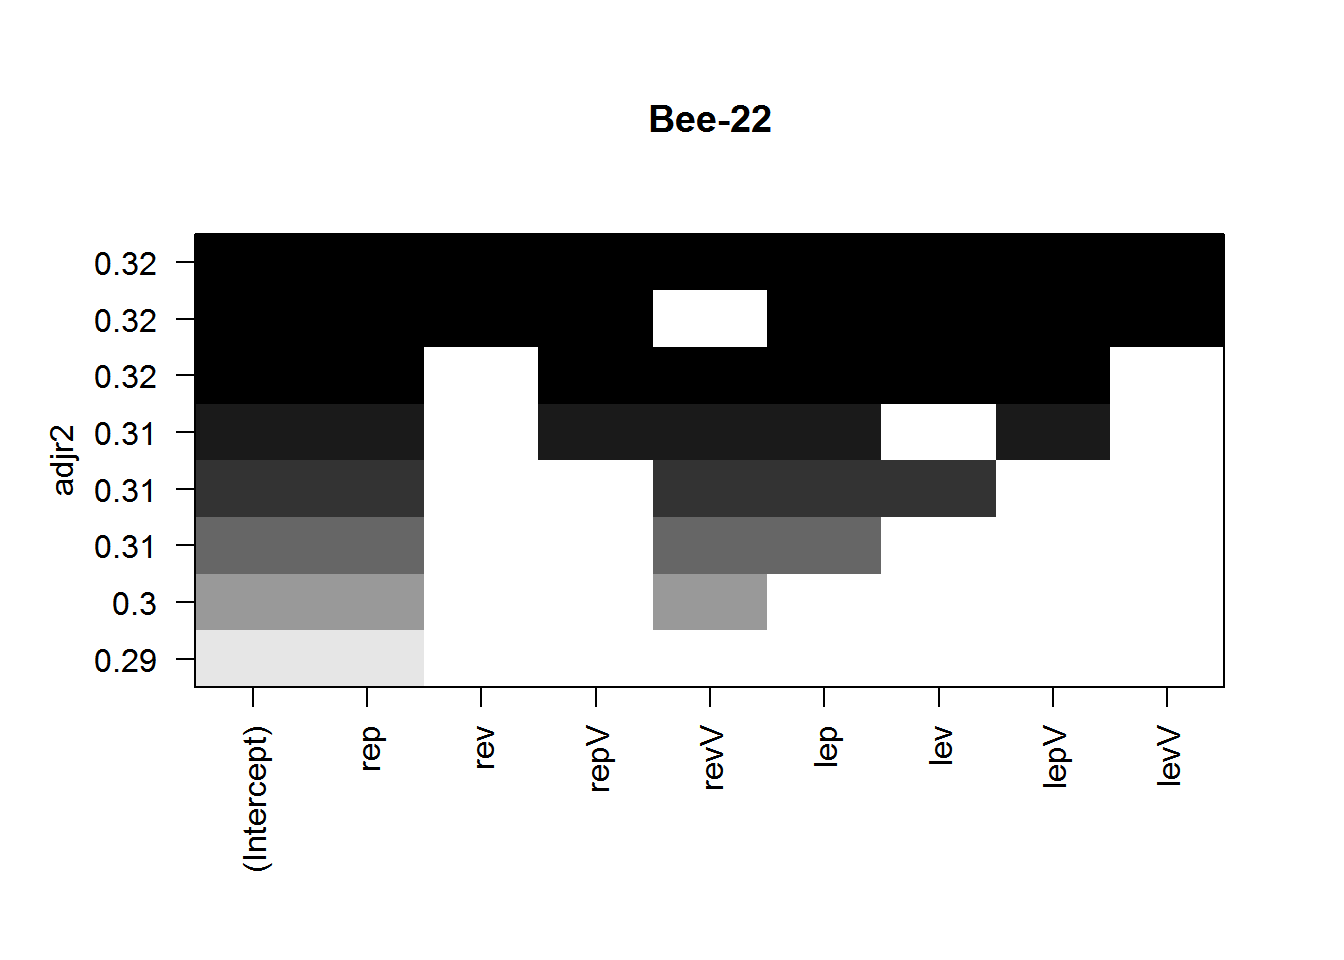 Bee-22
adjr2
0.32
0.32
0.32
0.31
0.31
0.31
0.3
0.29
(Intercept)
rep
rev
repV
revV
lep
lev
lepV
levV